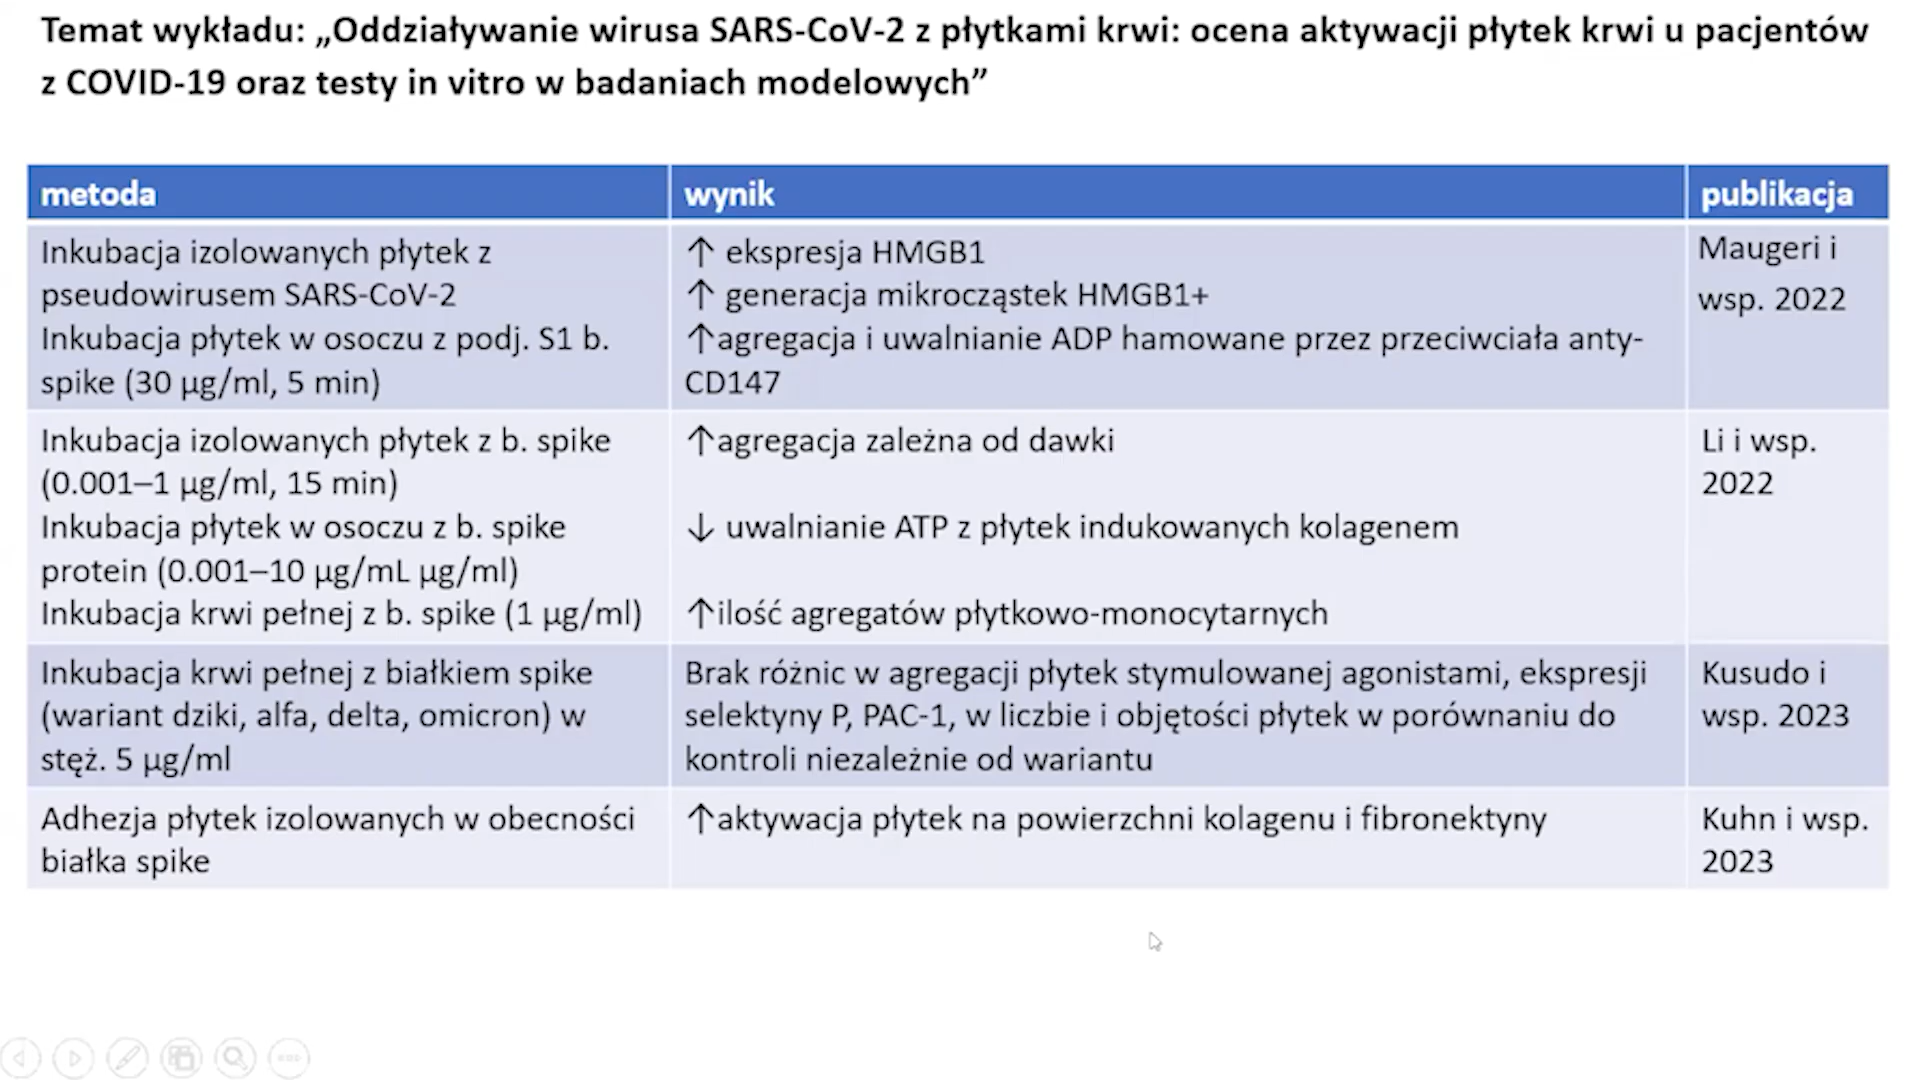 Temat wykładu: „Oddziaływanie wirusa SARS-CoV-2 z płytkami krwi: ocena aktywacji płytek krwi u pacjentów
z COVID-19 oraz testy in vitro w badaniach modelowych”
metoda
wynik
publikacja
Inkubacja izolowanych płytek z
pseudowirusem SARS-CoV-2
Inkubacja płytek w osoczu z podj. S1 b.
spike (30 µg/ml, 5 min)
↑ ekspresja HMGB1
↑ generacja mikrocząstek HMGB1+
↑agregacja i uwalnianie ADP hamowane przez przeciwciała anty-
CD147
Maugeri i
wsp. 2022
Inkubacja izolowanych płytek z b. spike
(0.001–1 µg/ml, 15 min)
Inkubacja płytek w osoczu z b. spike
protein (0.001–10 µg/mL µg/ml)
Inkubacja krwi pełnej z b. spike (1 µg/ml)
↑agregacja zależna od dawki
↓ uwalnianie ATP z płytek indukowanych kolagenem
↑ilość agregatów płytkowo-monocytarnych
Li i wsp.
2022
Inkubacja krwi pełnej z białkiem spike
(wariant dziki, alfa, delta, omicron) w
stęż. 5 µg/ml
Brak różnic w agregacji płytek stymulowanej agonistami, ekspresji
selektyny P, PAC-1, w liczbie i objętości płytek w porównaniu do
kontroli niezależnie od wariantu
Kusudo i
wsp. 2023
Adhezja płytek izolowanych w obecności
białka spike
↑aktywacja płytek na powierzchni kolagenu i fibronektyny
Kuhn i wsp.
2023